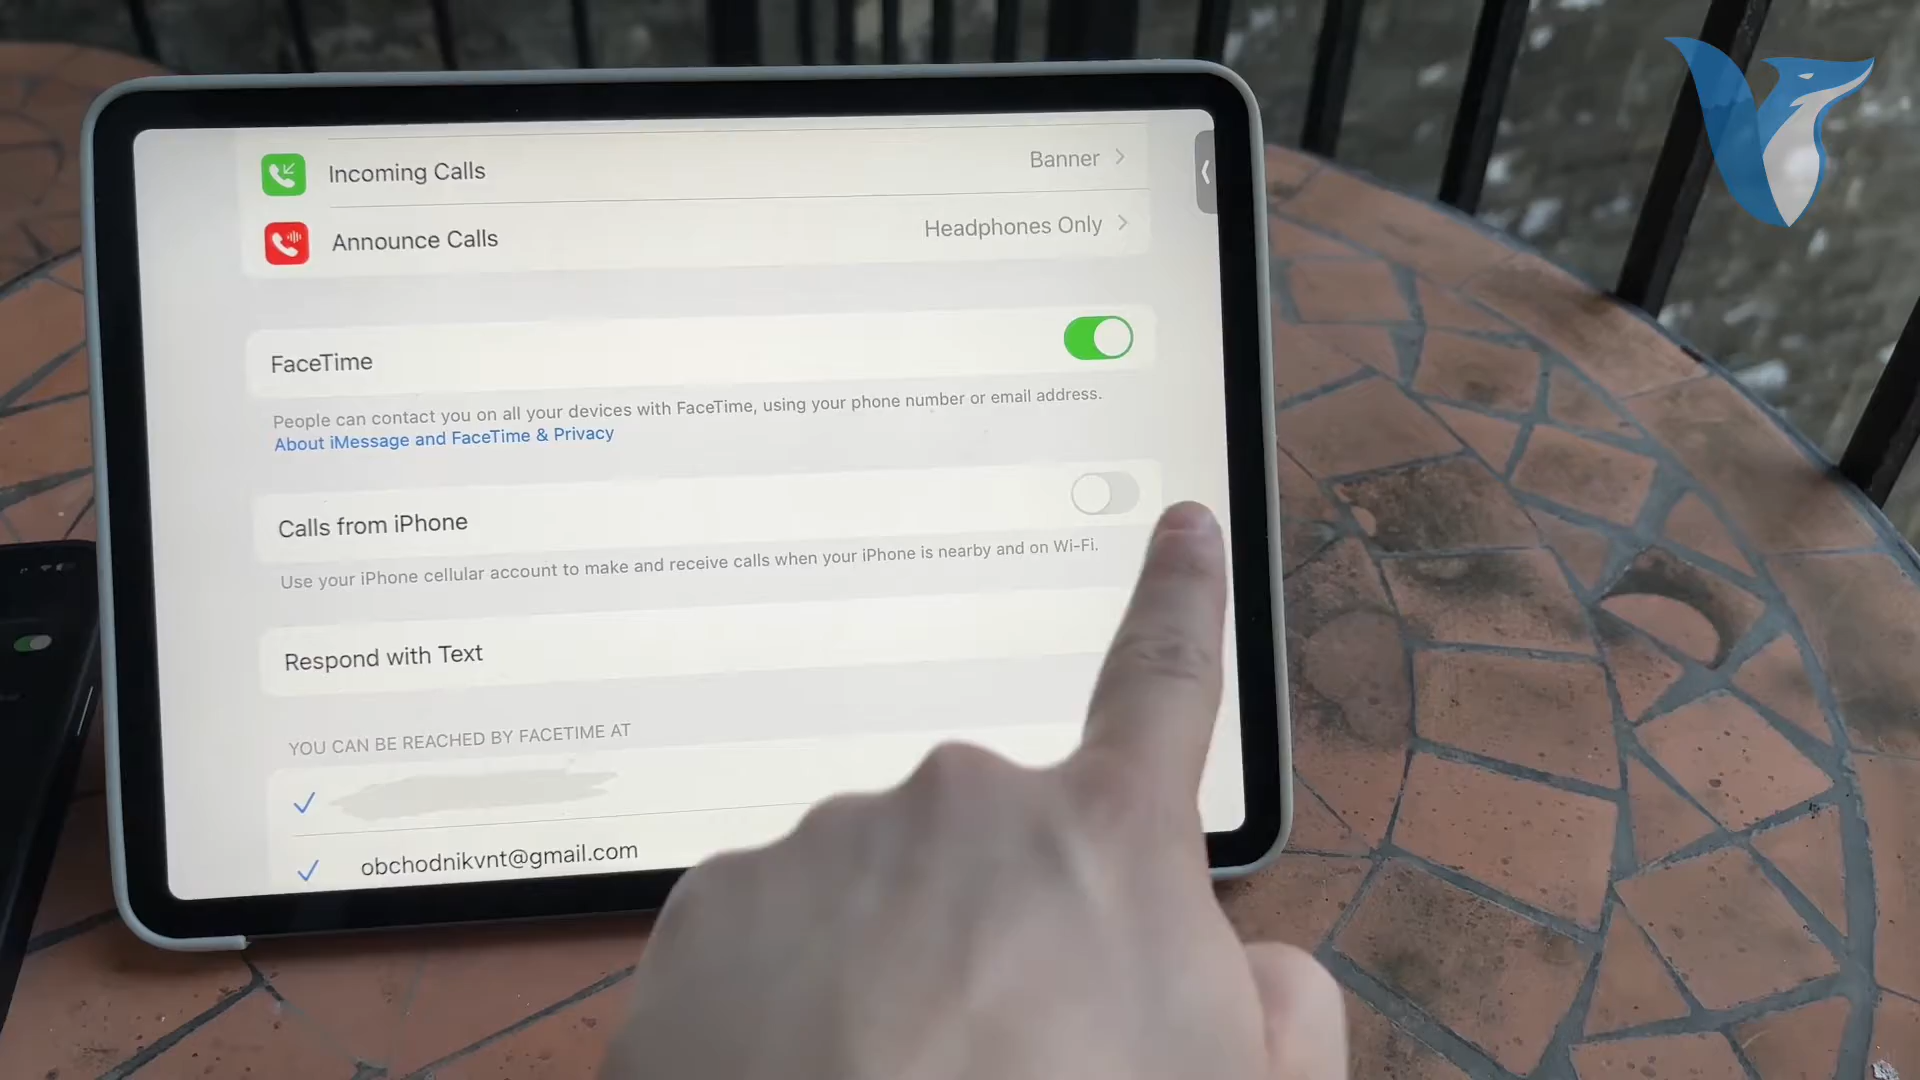 Incoming Calls Banner
Announce Calls Headphones Only
FaceTime
People can contact you on all your devices with FaceTime, using your phone number or email address.
About iMessage and FaceTime & Privacy
Calls from iPhone
Use your iPhone cellular account to make and receive calls when your iPhone is nearby and on Wi-Fi.
Respond with Text
YOU CAN BE REACHED BY FACETIME AT
obchodnikvnt@gmail.com